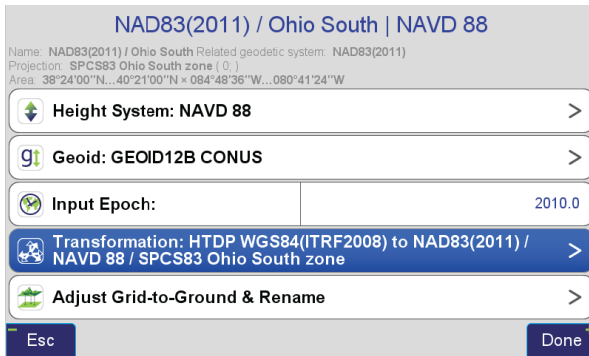 NAD83(2011) / Ohio South | NAVD 88
Name: NAD83(2011) / Ohio South Related geodetic system: NAD83(2011)
Projection: SPCS83 Ohio South zone ( 0; )
Area: 38°24'00"N...40°21'00"N × 084°48'36"W...080°41'24"W
Height System: NAVD 88 >
Geoid: GEOID12B CONUS >
Input Epoch: 2010.0
Transformation: HTDP WGS84(ITRF2008) to NAD83(2011) /
NAVD 88 / SPCS83 Ohio South zone >
Adjust Grid-to-Ground & Rename >
Esc Done